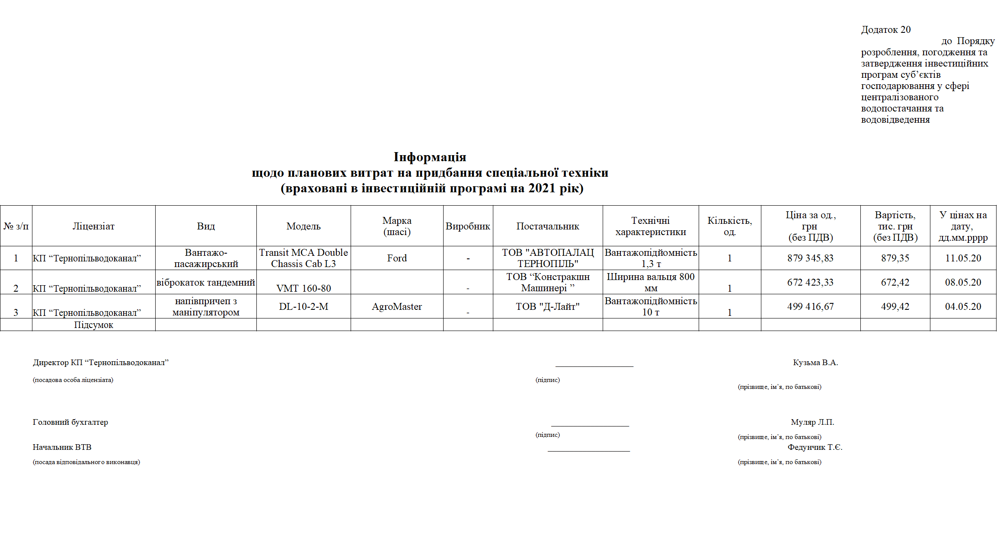 Додаток 20
до Порядку
розроблення, погодження та
затвердження інвестиційних
програм суб’єктів
господарювання у сфері
централізованого
водопостачання та
водовідведення
Інформація
щодо планових витрат на придбання спеціальної техніки
(враховані в інвестиційній програмі на 2021 рік)
№ з/п
Ліцензіат
Вид
Модель
Марка
(шасі)
Виробник
Постачальник
Технічні
характеристики
Кількість,
од.
Ціна за од.,
грн
(без ПДВ)
Вартість,
тис. грн
(без ПДВ)
У цінах на
дату,
дд.мм.рррр
1
КП “Тернопільводоканал”
Вантажо-
пасажирський
Transit MCA Double
Chassis Cab L3
Ford
-
ТОВ "АВТОПАЛАЦ
ТЕРНОПІЛЬ"
Вантажопідйомність
1,3 т
1
879 345,83
879,35
11.05.20
2
КП “Тернопільводоканал”
віброкаток тандемний
VMT 160-80
-
ТОВ “Констракшн
Машинері ”
Ширина вальця 800
мм
1
672 423,33
672,42
08.05.20
3
КП “Тернопільводоканал”
напівпричеп з
маніпулятором
DL-10-2-M
AgroMaster
-
ТОВ "Д-Лайт"
Вантажопідйомність
10 т
1
499 416,67
499,42
04.05.20
Підсумок
Директор КП “Тернопільводоканал” __________________ Кузьма В.А.
(посадова особа ліцензіата) (підпис)
(прізвище, ім’я, по батькові)
Головний бухгалтер __________________ Муляр Л.П.
(підпис) (прізвище, ім’я, по батькові)
Начальник ВТВ ___________________ Федунчик Т.Є.
(посада відповідального виконавця) (прізвище, ім’я, по батькові)